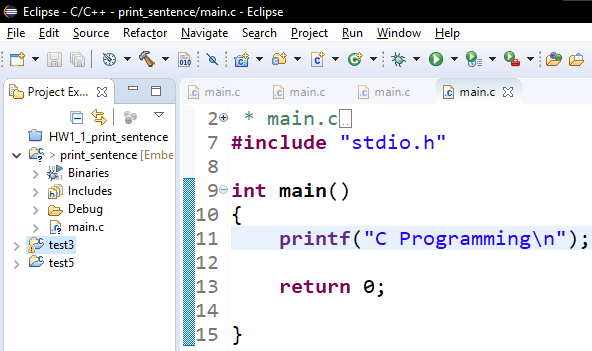 Eclipse - C/C++ - print_sentence/main.c - Eclipse
File Edit Source Refactor Navigate Search Project Run Window Help
Project Ex...
HW1_1_print_sentence
> print_sentence [Embe
Binaries
Includes
Debug
main.c
test3
test5
main.c main.c main.c main.c
2 * main.c
7 #include "stdio.h"
8
9 int main()
10 {
11 printf("C Programming\n");
12
13 return 0;
14
15 }